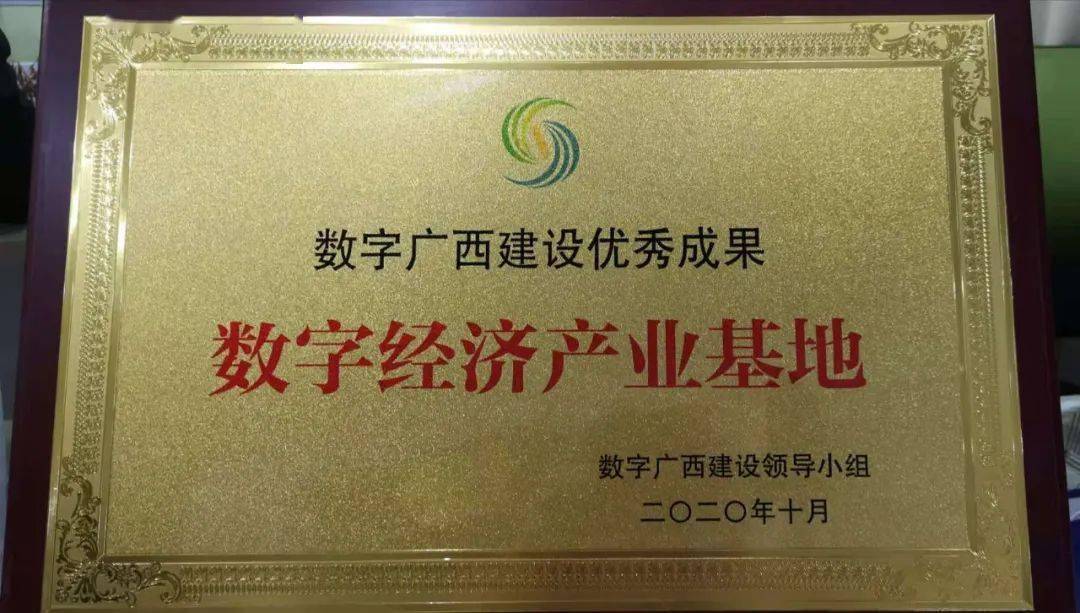 数字广西建设优秀成果
数字经济产业基地
数字广西建设领导小组
二〇二〇年十月